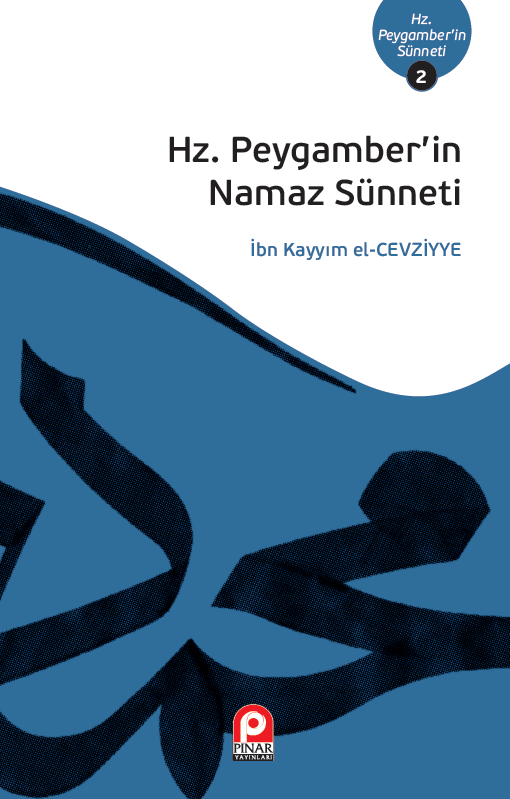 Hz.
Peygamber'in
Sünneti
2
Hz. Peygamber'in
Namaz Sünneti
İbn Kayyım el-CEVZİYYE
PINAR
YAYINLARI